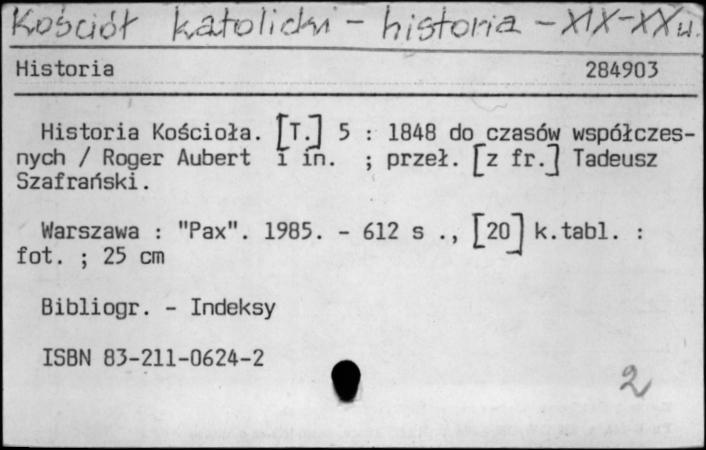 Kościół katolicki - historia - XIX-XX w.
Historia 284903
Historia Kościoła. [T.] 5 : 1848 do czasów współczes-
nych / Roger Aubert i in. ; przeł. [z fr.] Tadeusz
Szafrański.
Warszawa : "Pax". 1985. - 612 s ., [20] k.tabl. :
fot. ; 25 cm
Bibliogr. - Indeksy
ISBN 83-211-0624-2
2